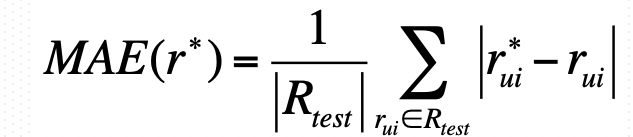 MAE(r*) = 1/|R_test| ∑_{r_ui ∈ R_test} |r*_ui − r_ui|